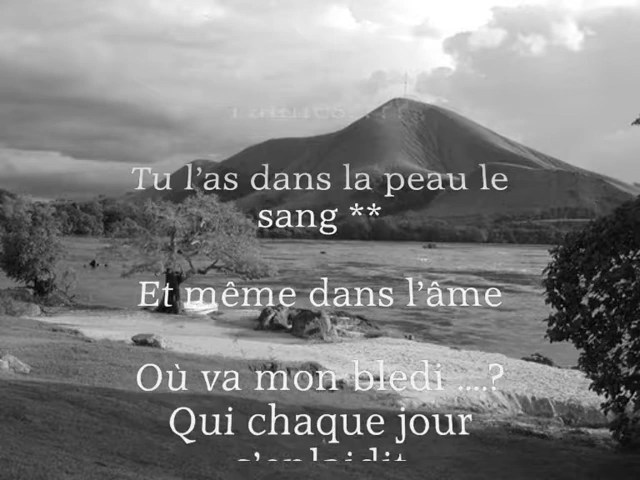 Tu l'as dans la peau le
sang **
Et même dans l'âme
Où va mon bledi ....?
Qui chaque jour